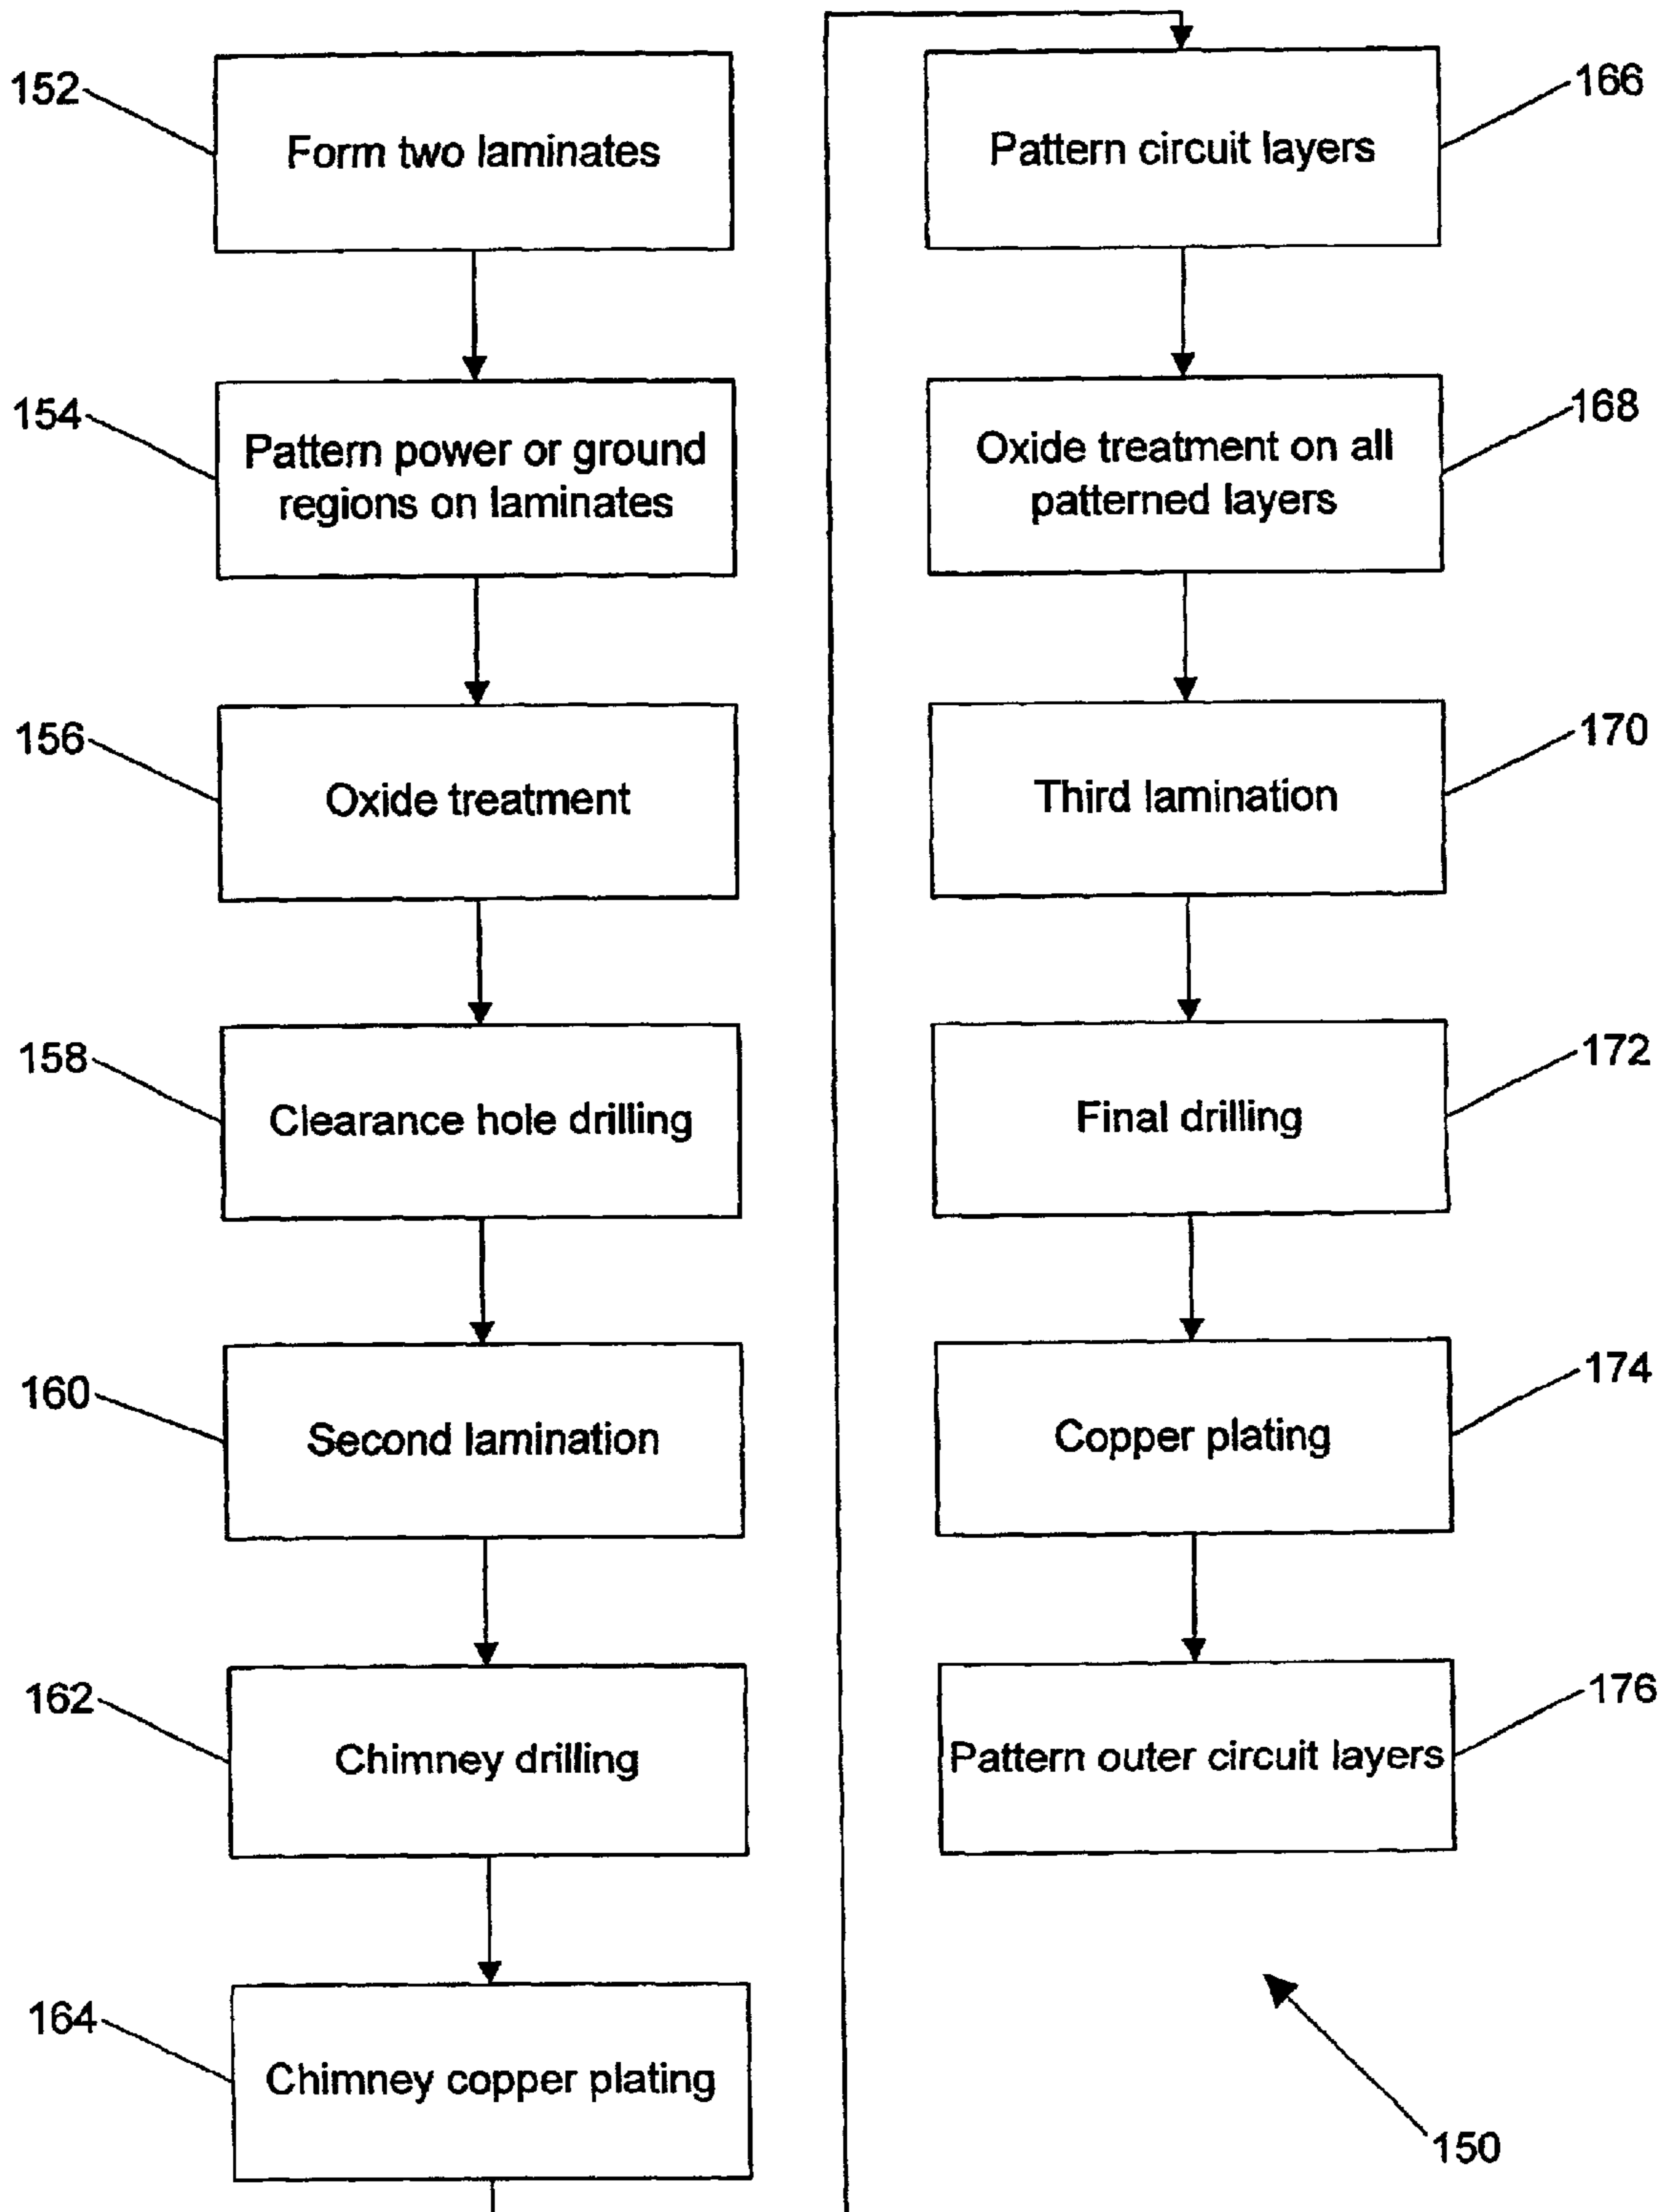 152
Form two laminates
154
Pattern power or ground
regions on laminates
156
Oxide treatment
158
Clearance hole drilling
160
Second lamination
162
Chimney drilling
164
Chimney copper plating
166
Pattern circuit layers
168
Oxide treatment on all
patterned layers
170
Third lamination
172
Final drilling
174
Copper plating
176
Pattern outer circuit layers
150